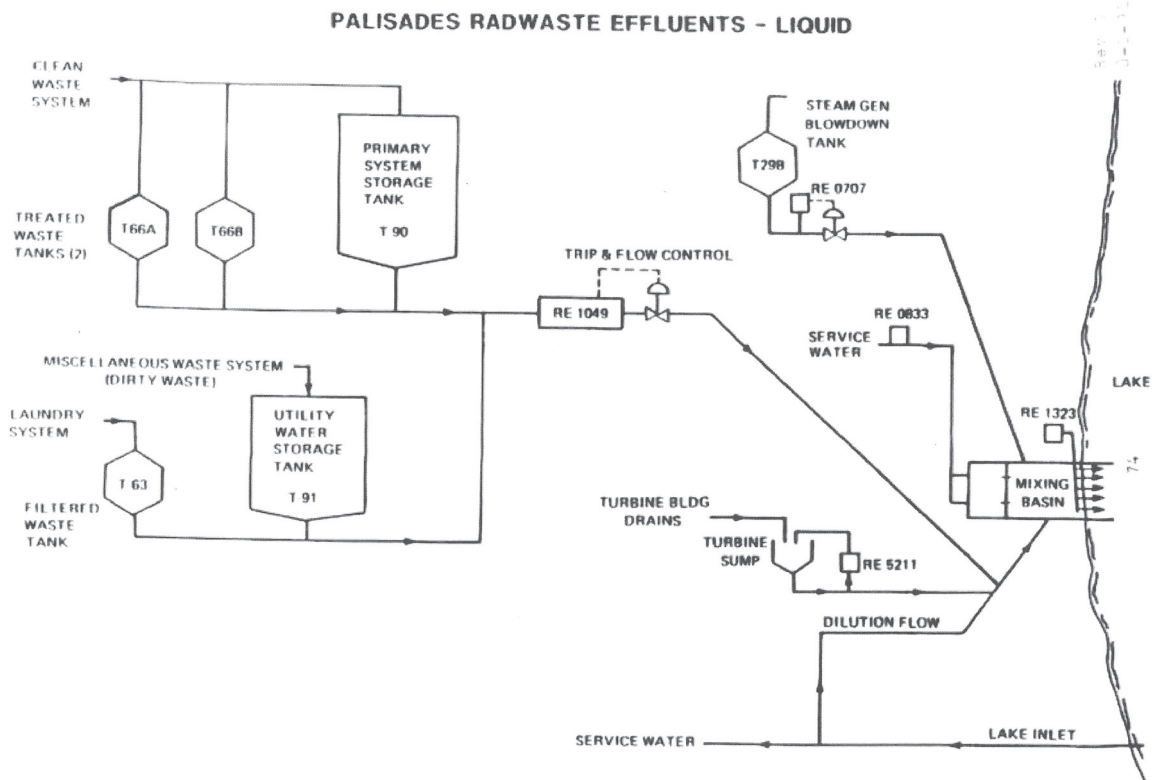 PALISADES RADWASTE EFFLUENTS - LIQUID
CLEAN
WASTE
SYSTEM
PRIMARY
SYSTEM
STORAGE
TANK
T 90
T66A
T66B
TREATED
WASTE
TANKS (2)
STEAM GEN
BLOWDOWN
TANK
T29B
RE 0707
TRIP & FLOW CONTROL
RE 1049
RE 0833
SERVICE
WATER
LAKE
RE 1323
MIXING
BASIN
74
MISCELLANEOUS WASTE SYSTEM
(DIRTY WASTE)
LAUNDRY
SYSTEM
UTILITY
WATER
STORAGE
TANK
T 91
T 63
FILTERED
WASTE
TANK
TURBINE BLDG
DRAINS
TURBINE
SUMP
RE 5211
DILUTION FLOW
SERVICE WATER
LAKE INLET